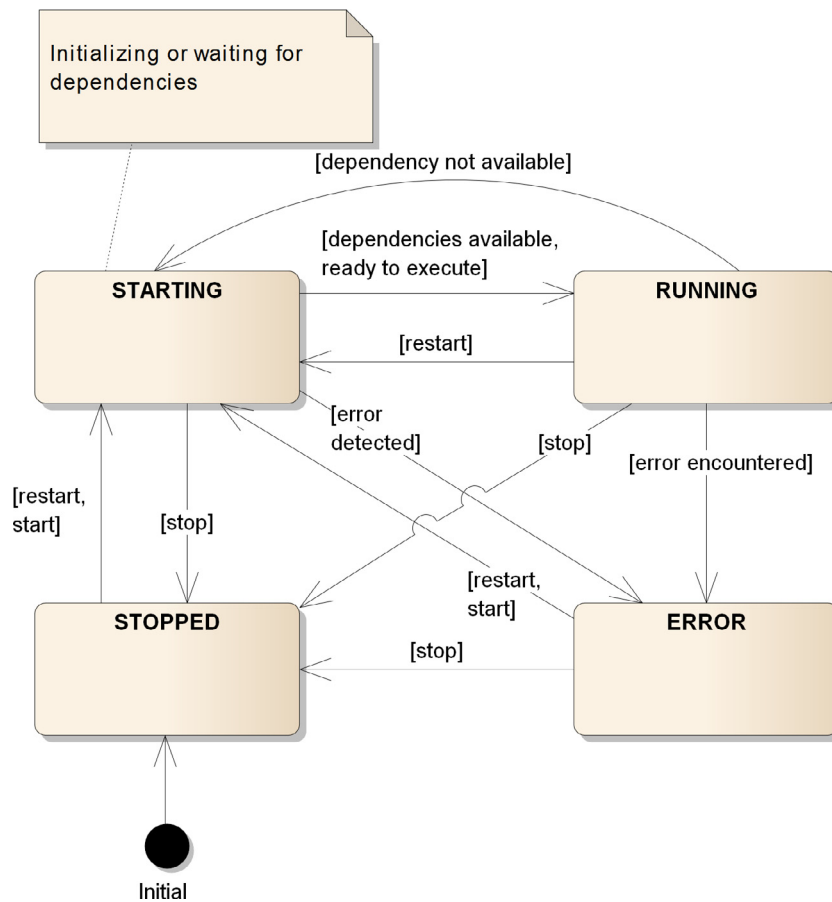 Initializing or waiting for
dependencies
[dependency not available]
[dependencies available,
ready to execute]
STARTING
RUNNING
[restart]
[error
detected]
[stop]
[error encountered]
[restart,
start]
[stop]
[restart,
start]
STOPPED
ERROR
[stop]
Initial